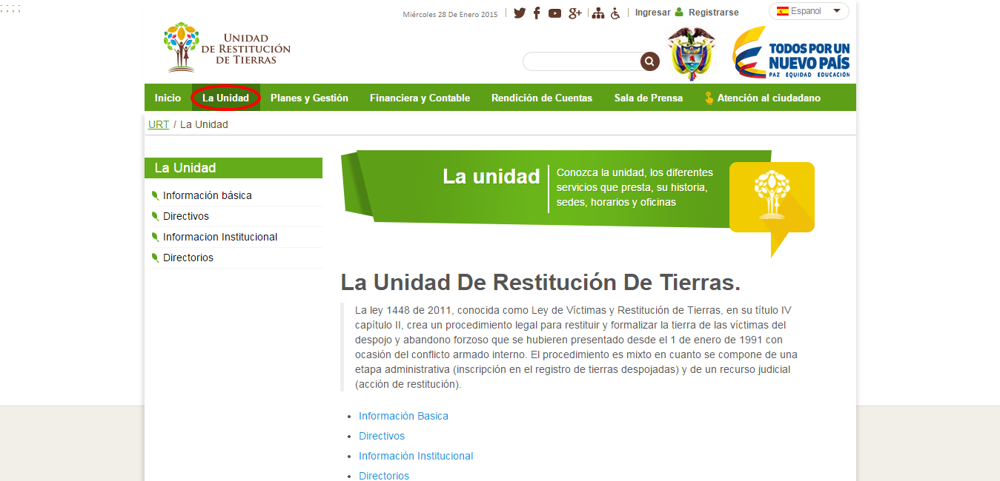 ; ; ; ;
Miércoles 28 De Enero 2015
Ingresar
Registrarse
Espanol
UNIDAD
DE RESTITUCIÓN
DE TIERRAS
TODOS POR UN
NUEVO PAÍS
PAZ EQUIDAD EDUCACIÓN
Inicio La Unidad Planes y Gestión Financiera y Contable Rendición de Cuentas Sala de Prensa Atención al ciudadano
URT / La Unidad
La Unidad
Información básica
Directivos
Informacion Institucional
Directorios
La unidad
Conozca la unidad, los diferentes
servicios que presta, su historia,
sedes, horarios y oficinas
La Unidad De Restitución De Tierras.
La ley 1448 de 2011, conocida como Ley de Víctimas y Restitución de Tierras, en su título IV
capítulo II, crea un procedimiento legal para restituir y formalizar la tierra de las víctimas del
despojo y abandono forzoso que se hubieren presentado desde el 1 de enero de 1991 con
ocasión del conflicto armado interno. El procedimiento es mixto en cuanto se compone de una
etapa administrativa (inscripción en el registro de tierras despojadas) y de un recurso judicial
(acción de restitución).
• Información Basica
• Directivos
• Información Institucional
• Directorios